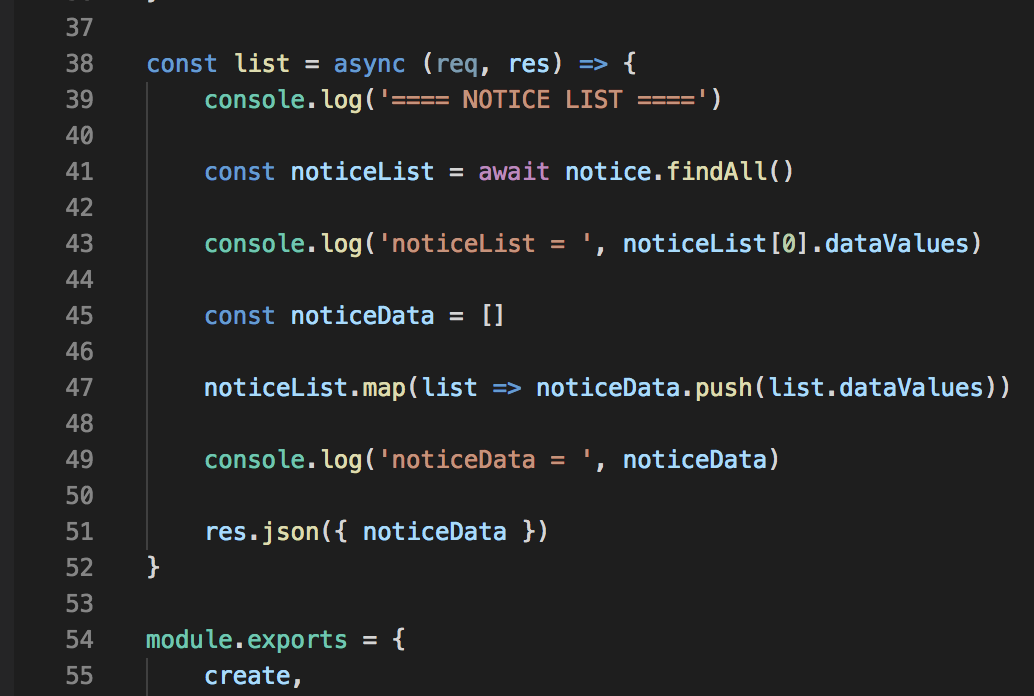 37
38 const list = async (req, res) => {
39 console.log('==== NOTICE LIST ====')
40
41 const noticeList = await notice.findAll()
42
43 console.log('noticeList = ', noticeList[0].dataValues)
44
45 const noticeData = []
46
47 noticeList.map(list => noticeData.push(list.dataValues))
48
49 console.log('noticeData = ', noticeData)
50
51 res.json({ noticeData })
52 }
53
54 module.exports = {
55 create,